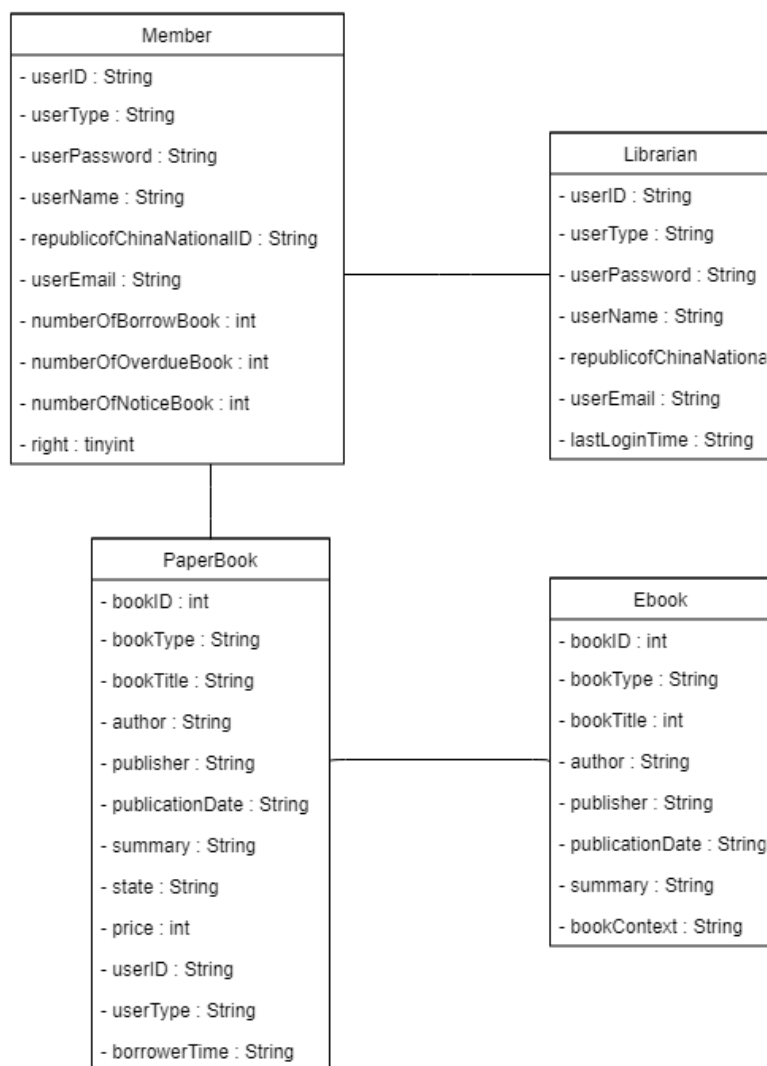 Member
- userID : String
- userType : String
- userPassword : String
- userName : String
- republicofChinaNationalID : String
- userEmail : String
- numberOfBorrowBook : int
- numberOfOverdueBook : int
- numberOfNoticeBook : int
- right : tinyint
Librarian
- userID : String
- userType : String
- userPassword : String
- userName : String
- republicofChinaNationa
- userEmail : String
- lastLoginTime : String
PaperBook
- bookID : int
- bookType : String
- bookTitle : String
- author : String
- publisher : String
- publicationDate : String
- summary : String
- state : String
- price : int
- userID : String
- userType : String
- borrowerTime : String
Ebook
- bookID : int
- bookType : String
- bookTitle : int
- author : String
- publisher : String
- publicationDate : String
- summary : String
- bookContext : String